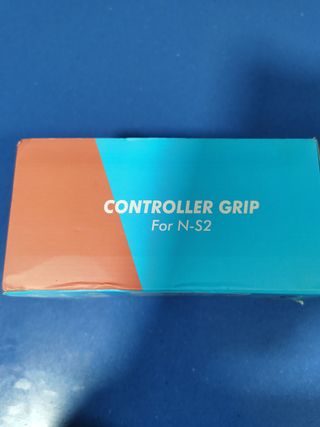 CONTROLLER GRIP
For N-S2